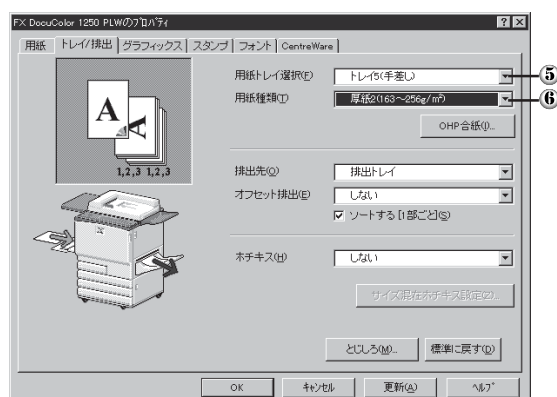 FX DocuColor 1250 PLWのプロパティ
用紙 トレイ/排出 グラフィックス スタンプ フォント CentreWare
用紙トレイ選択(F) トレイ5(手差し) ⑤
用紙種類(T) 厚紙2(163～256g/m²) ⑥
OHP合紙(I)...
A A
1,2,3 1,2,3
排出先(O) 排出トレイ
オフセット排出(E) しない
ソートする[1部ごと](S)
ホチキス(H) しない
サイズ混在ホチキス設定(Z)...
とじしろ(M)... 標準に戻す(D)
OK キャンセル 更新(A) ヘルプ